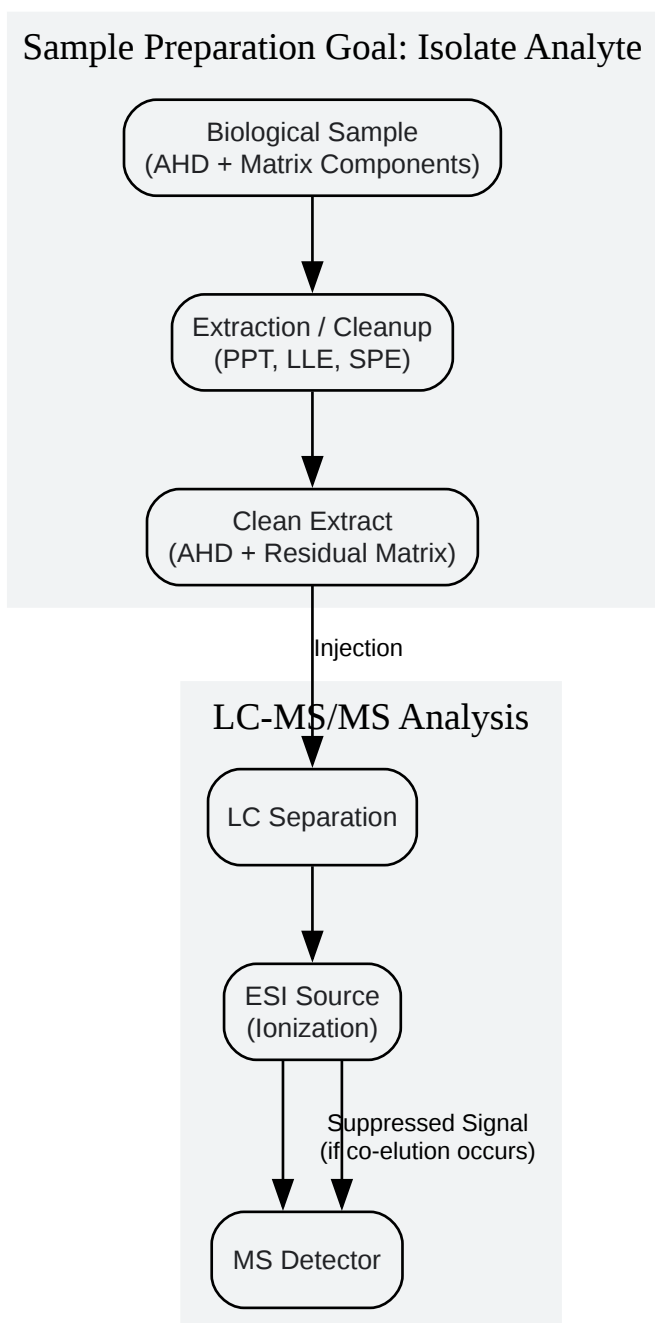 Sample Preparation Goal: Isolate Analyte
Biological Sample
(AHD + Matrix Components)
Extraction / Cleanup
(PPT, LLE, SPE)
Clean Extract
(AHD + Residual Matrix)
Injection
LC-MS/MS Analysis
LC Separation
ESI Source
(Ionization)
Suppressed Signal
(if co-elution occurs)
MS Detector